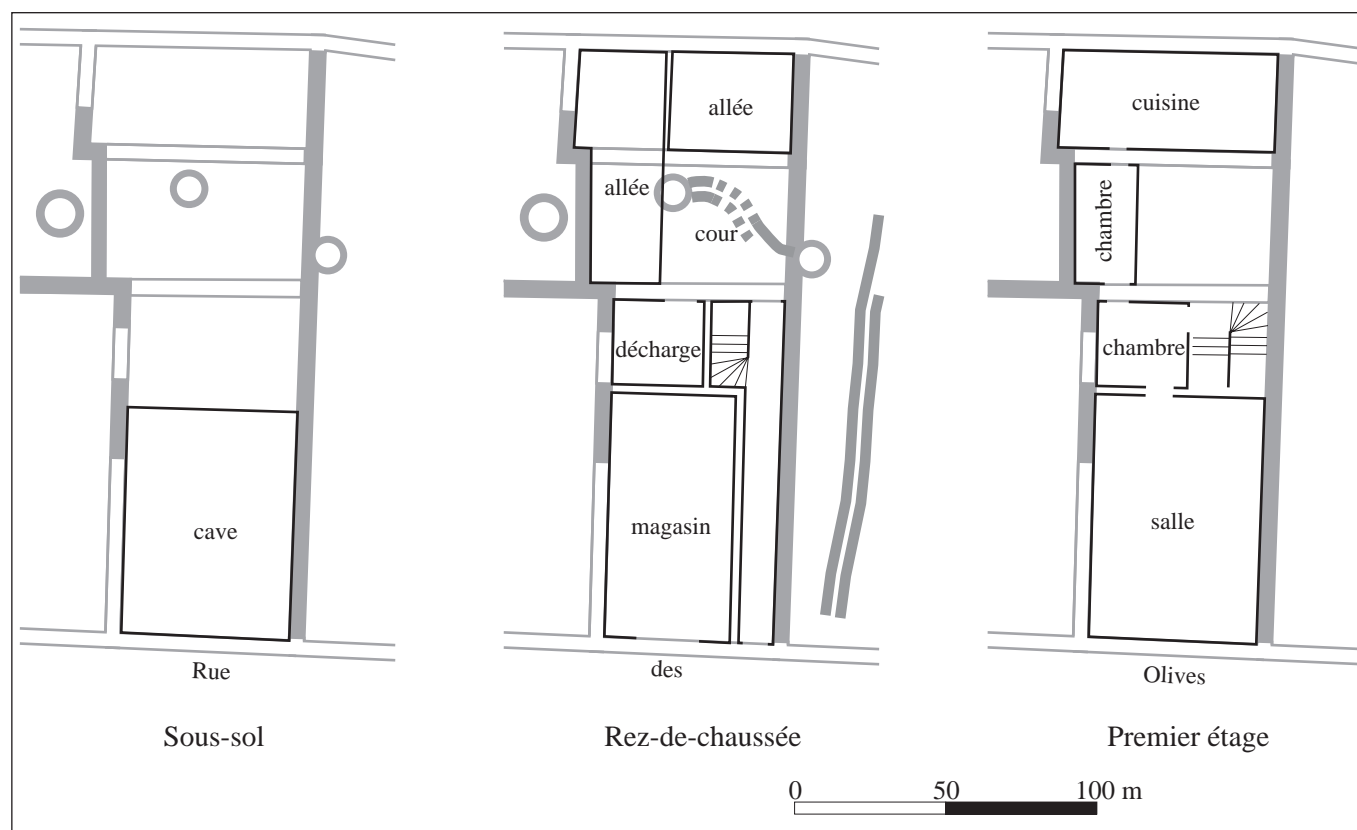 allée
cuisine
allée
chambre
cour
décharge
chambre
cave
magasin
salle
Rue
des
Olives
Sous-sol
Rez-de-chaussée
Premier étage
0
50
100 m